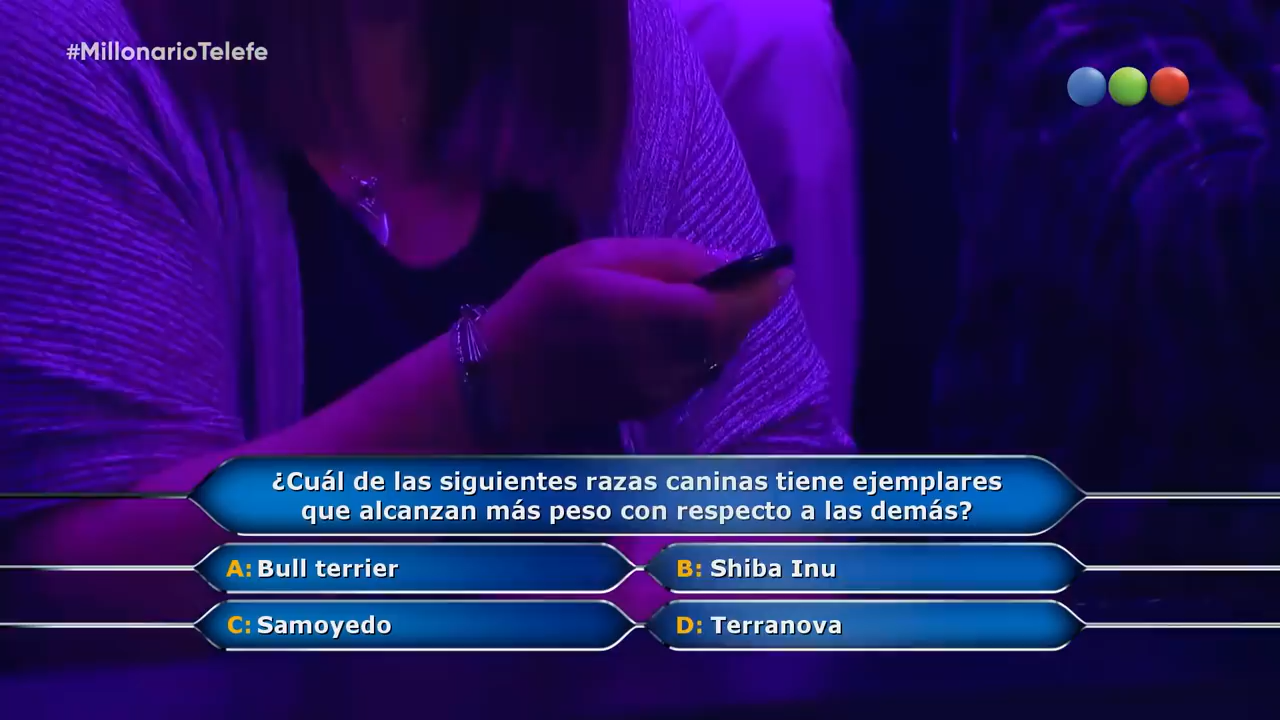 #MillonarioTelefe
¿Cuál de las siguientes razas caninas tiene ejemplares
que alcanzan más peso con respecto a las demás?
A: Bull terrier
B: Shiba Inu
C: Samoyedo
D: Terranova